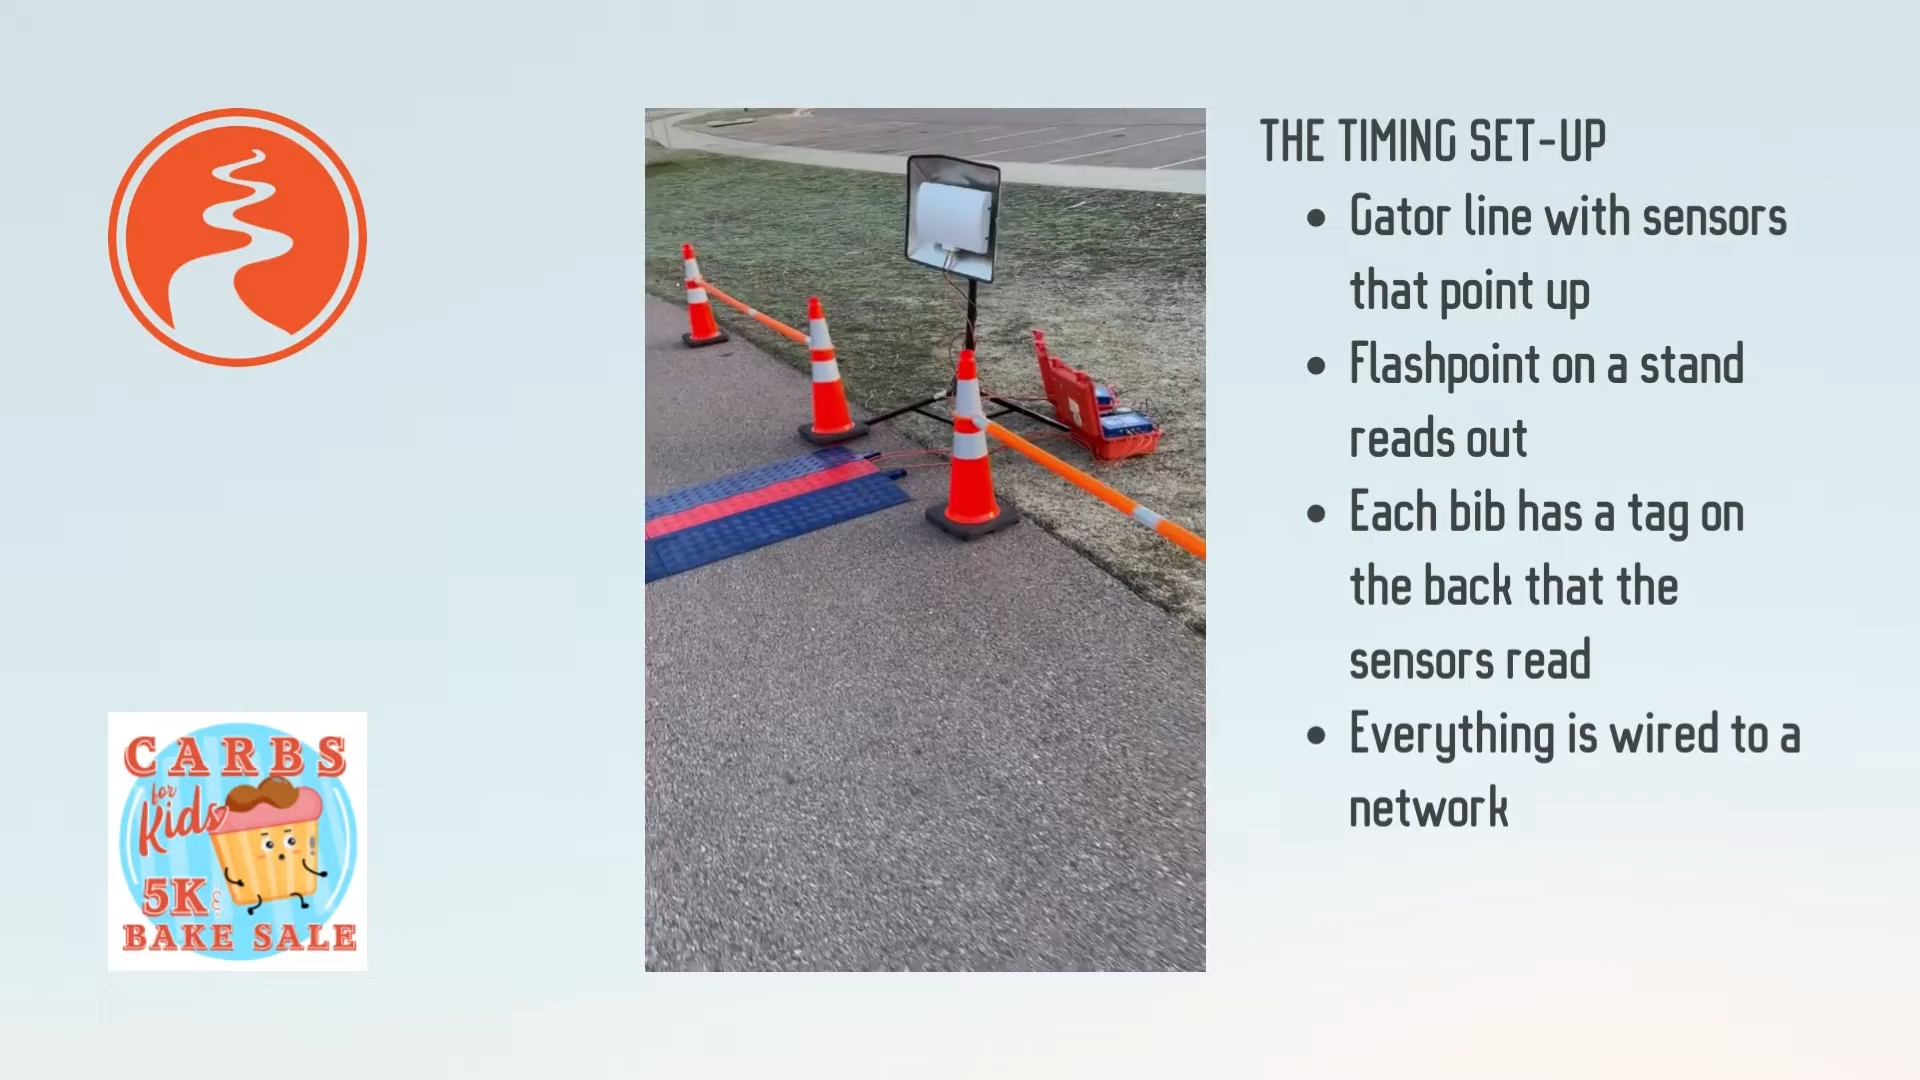 THE TIMING SET-UP
• Gator line with sensors
that point up
• Flashpoint on a stand
reads out
• Each bib has a tag on
the back that the
sensors read
• Everything is wired to a
network
CARBS
for
kids
5K &
BAKE SALE